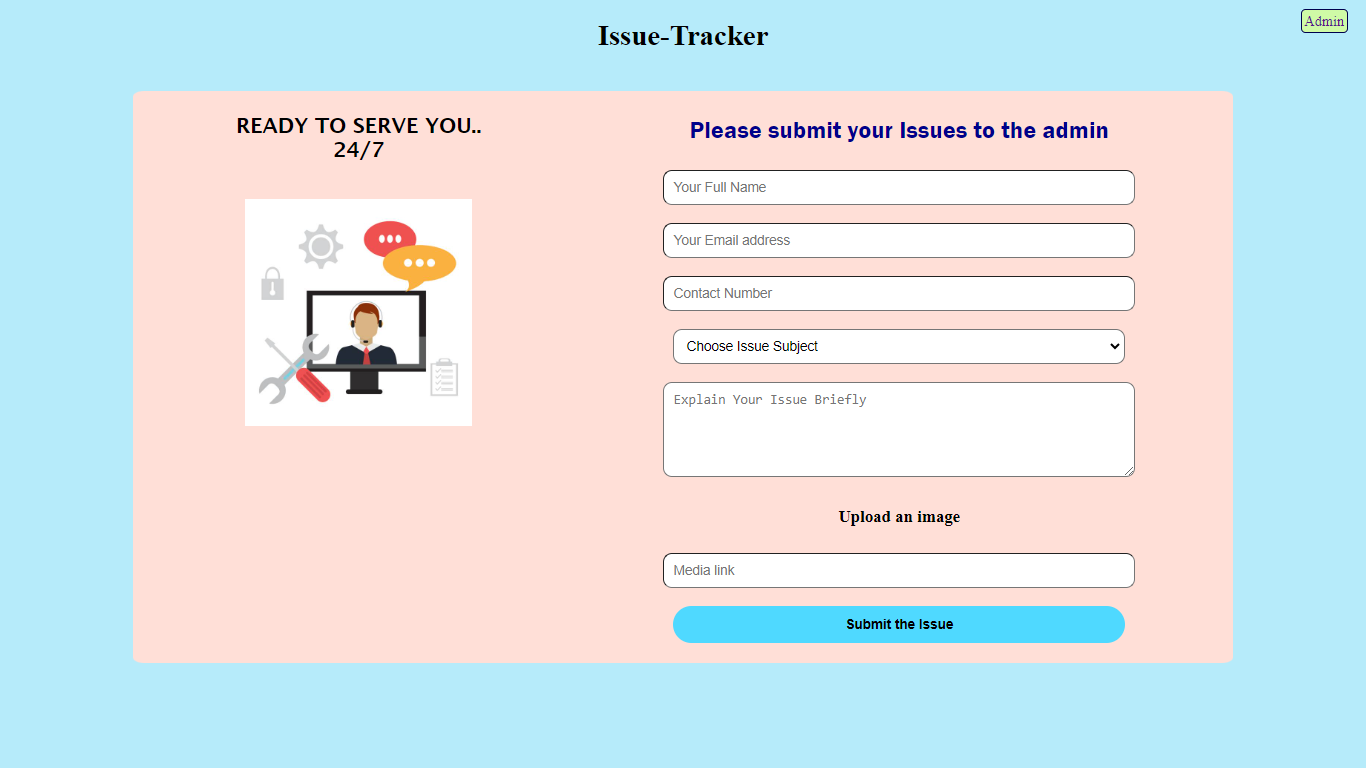 Issue-Tracker
Admin
READY TO SERVE YOU..
24/7
Please submit your Issues to the admin
Your Full Name
Your Email address
Contact Number
Choose Issue Subject
Explain Your Issue Briefly
Upload an image
Media link
Submit the Issue